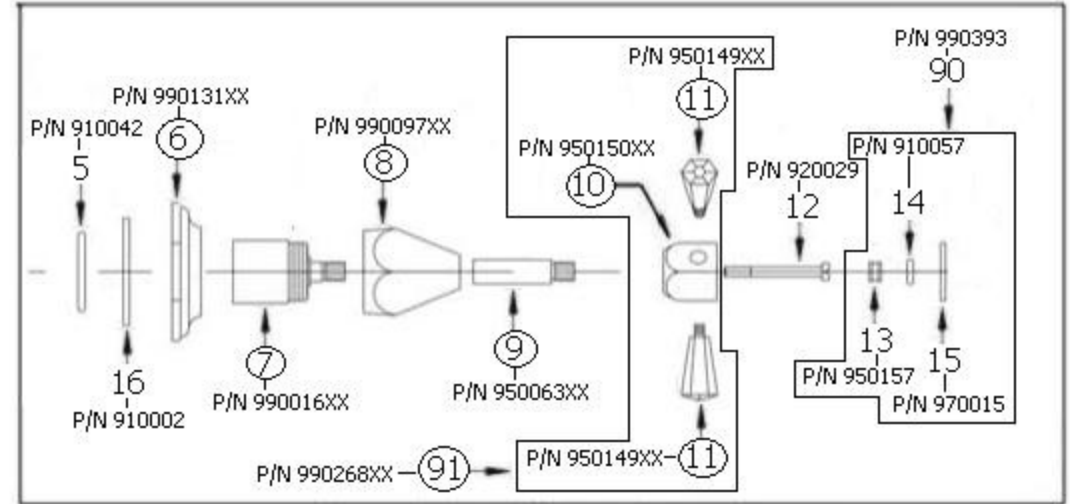 P/N 990131XX
6
P/N 910042
5
P/N 990097XX
8
P/N 950149XX
11
P/N 990393
90
P/N 950150XX
10
P/N 920029
12
P/N 910057
14
16
P/N 910002
7
P/N 990016XX
9
P/N 950063XX
13
P/N 950157
15
P/N 970015
P/N 950149XX
11
P/N 990268XX
91